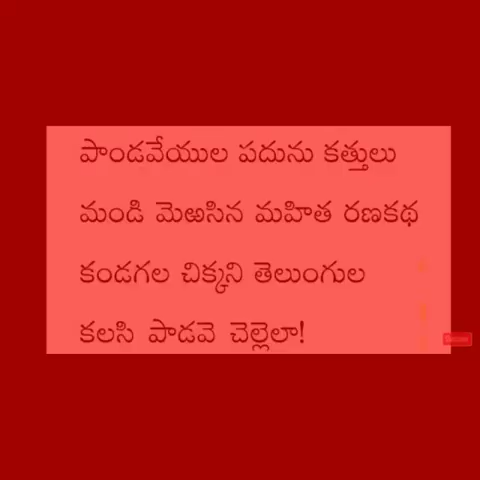 పాండవేయుల పదును కత్తులు
మండి మెఱసిన మహిత రణకథ
కండగల చిక్కని తెలుంగుల
కలసి పాడవె చెల్లెలా!